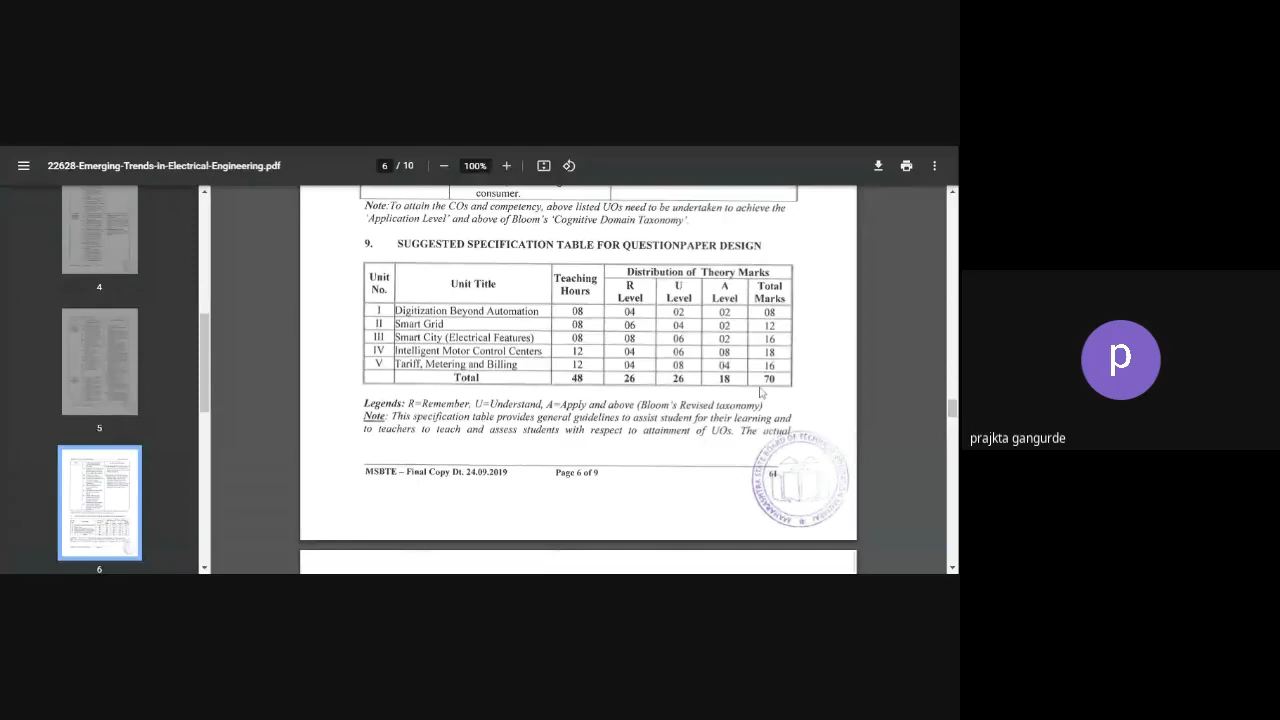 22628-Emerging-Trends-in-Electrical-Engineering.pdf
6 / 10
100%
consumer.
Note:To attain the COs and competency, above listed UOs need to be undertaken to achieve the
'Application Level' and above of Bloom's 'Cognitive Domain Taxonomy'.
9. SUGGESTED SPECIFICATION TABLE FOR QUESTIONPAPER DESIGN
Unit No. Unit Title Teaching Hours Distribution of Theory Marks
R Level U Level A Level Total Marks
I Digitization Beyond Automation 08 04 02 02 08
II Smart Grid 08 06 04 02 12
III Smart City (Electrical Features) 08 08 06 02 16
IV Intelligent Motor Control Centers 12 04 06 08 18
V Tariff, Metering and Billing 12 04 08 04 16
Total 48 26 26 18 70
Legends: R=Remember, U=Understand, A=Apply and above (Bloom's Revised taxonomy)
Note: This specification table provides general guidelines to assist student for their learning and
to teachers to teach and assess students with respect to attainment of UOs. The actual
MSBTE – Final Copy Dt. 24.09.2019 Page 6 of 9
4
5
6
p
prajkta gangurde